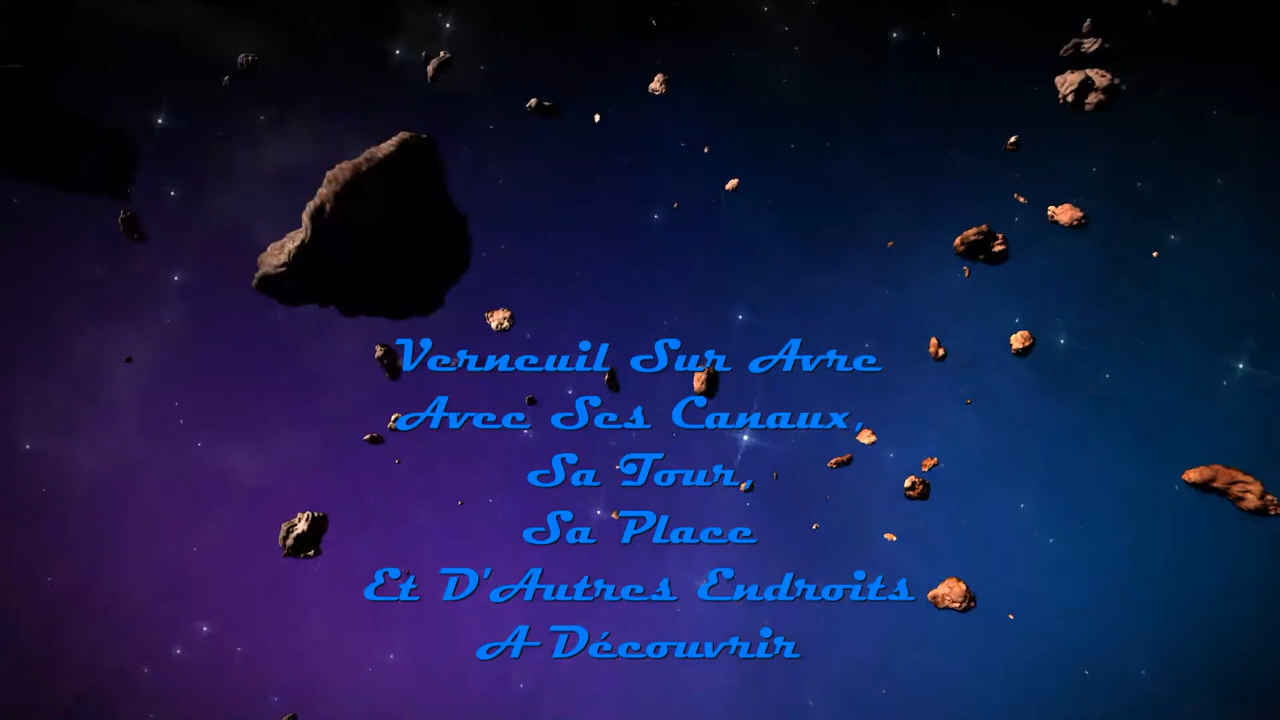 Verneuil Sur Avre
Avec Ses Canaux,
Sa Tour,
Sa Place
Et D'Autres Endroits
A Découvrir